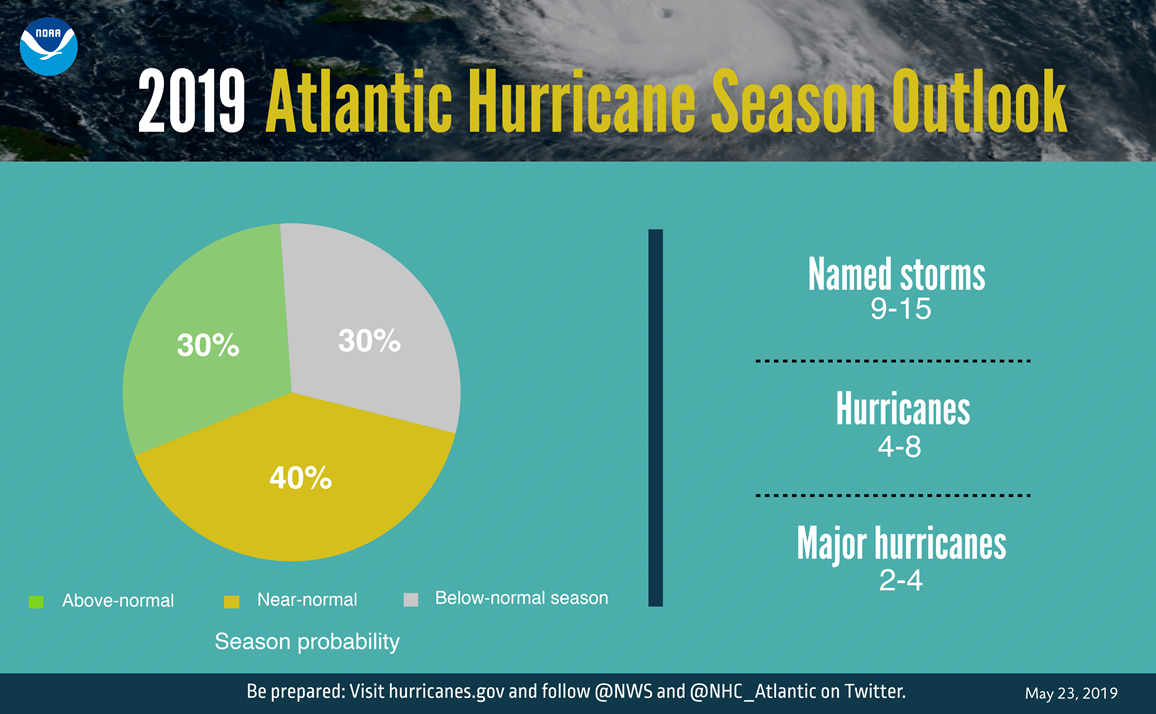 NOAA
2019 Atlantic Hurricane Season Outlook
30%
30%
40%
Above-normal
Near-normal
Below-normal season
Season probability
Named storms
9-15
Hurricanes
4-8
Major hurricanes
2-4
Be prepared: Visit hurricanes.gov and follow @NWS and @NHC_Atlantic on Twitter.
May 23, 2019